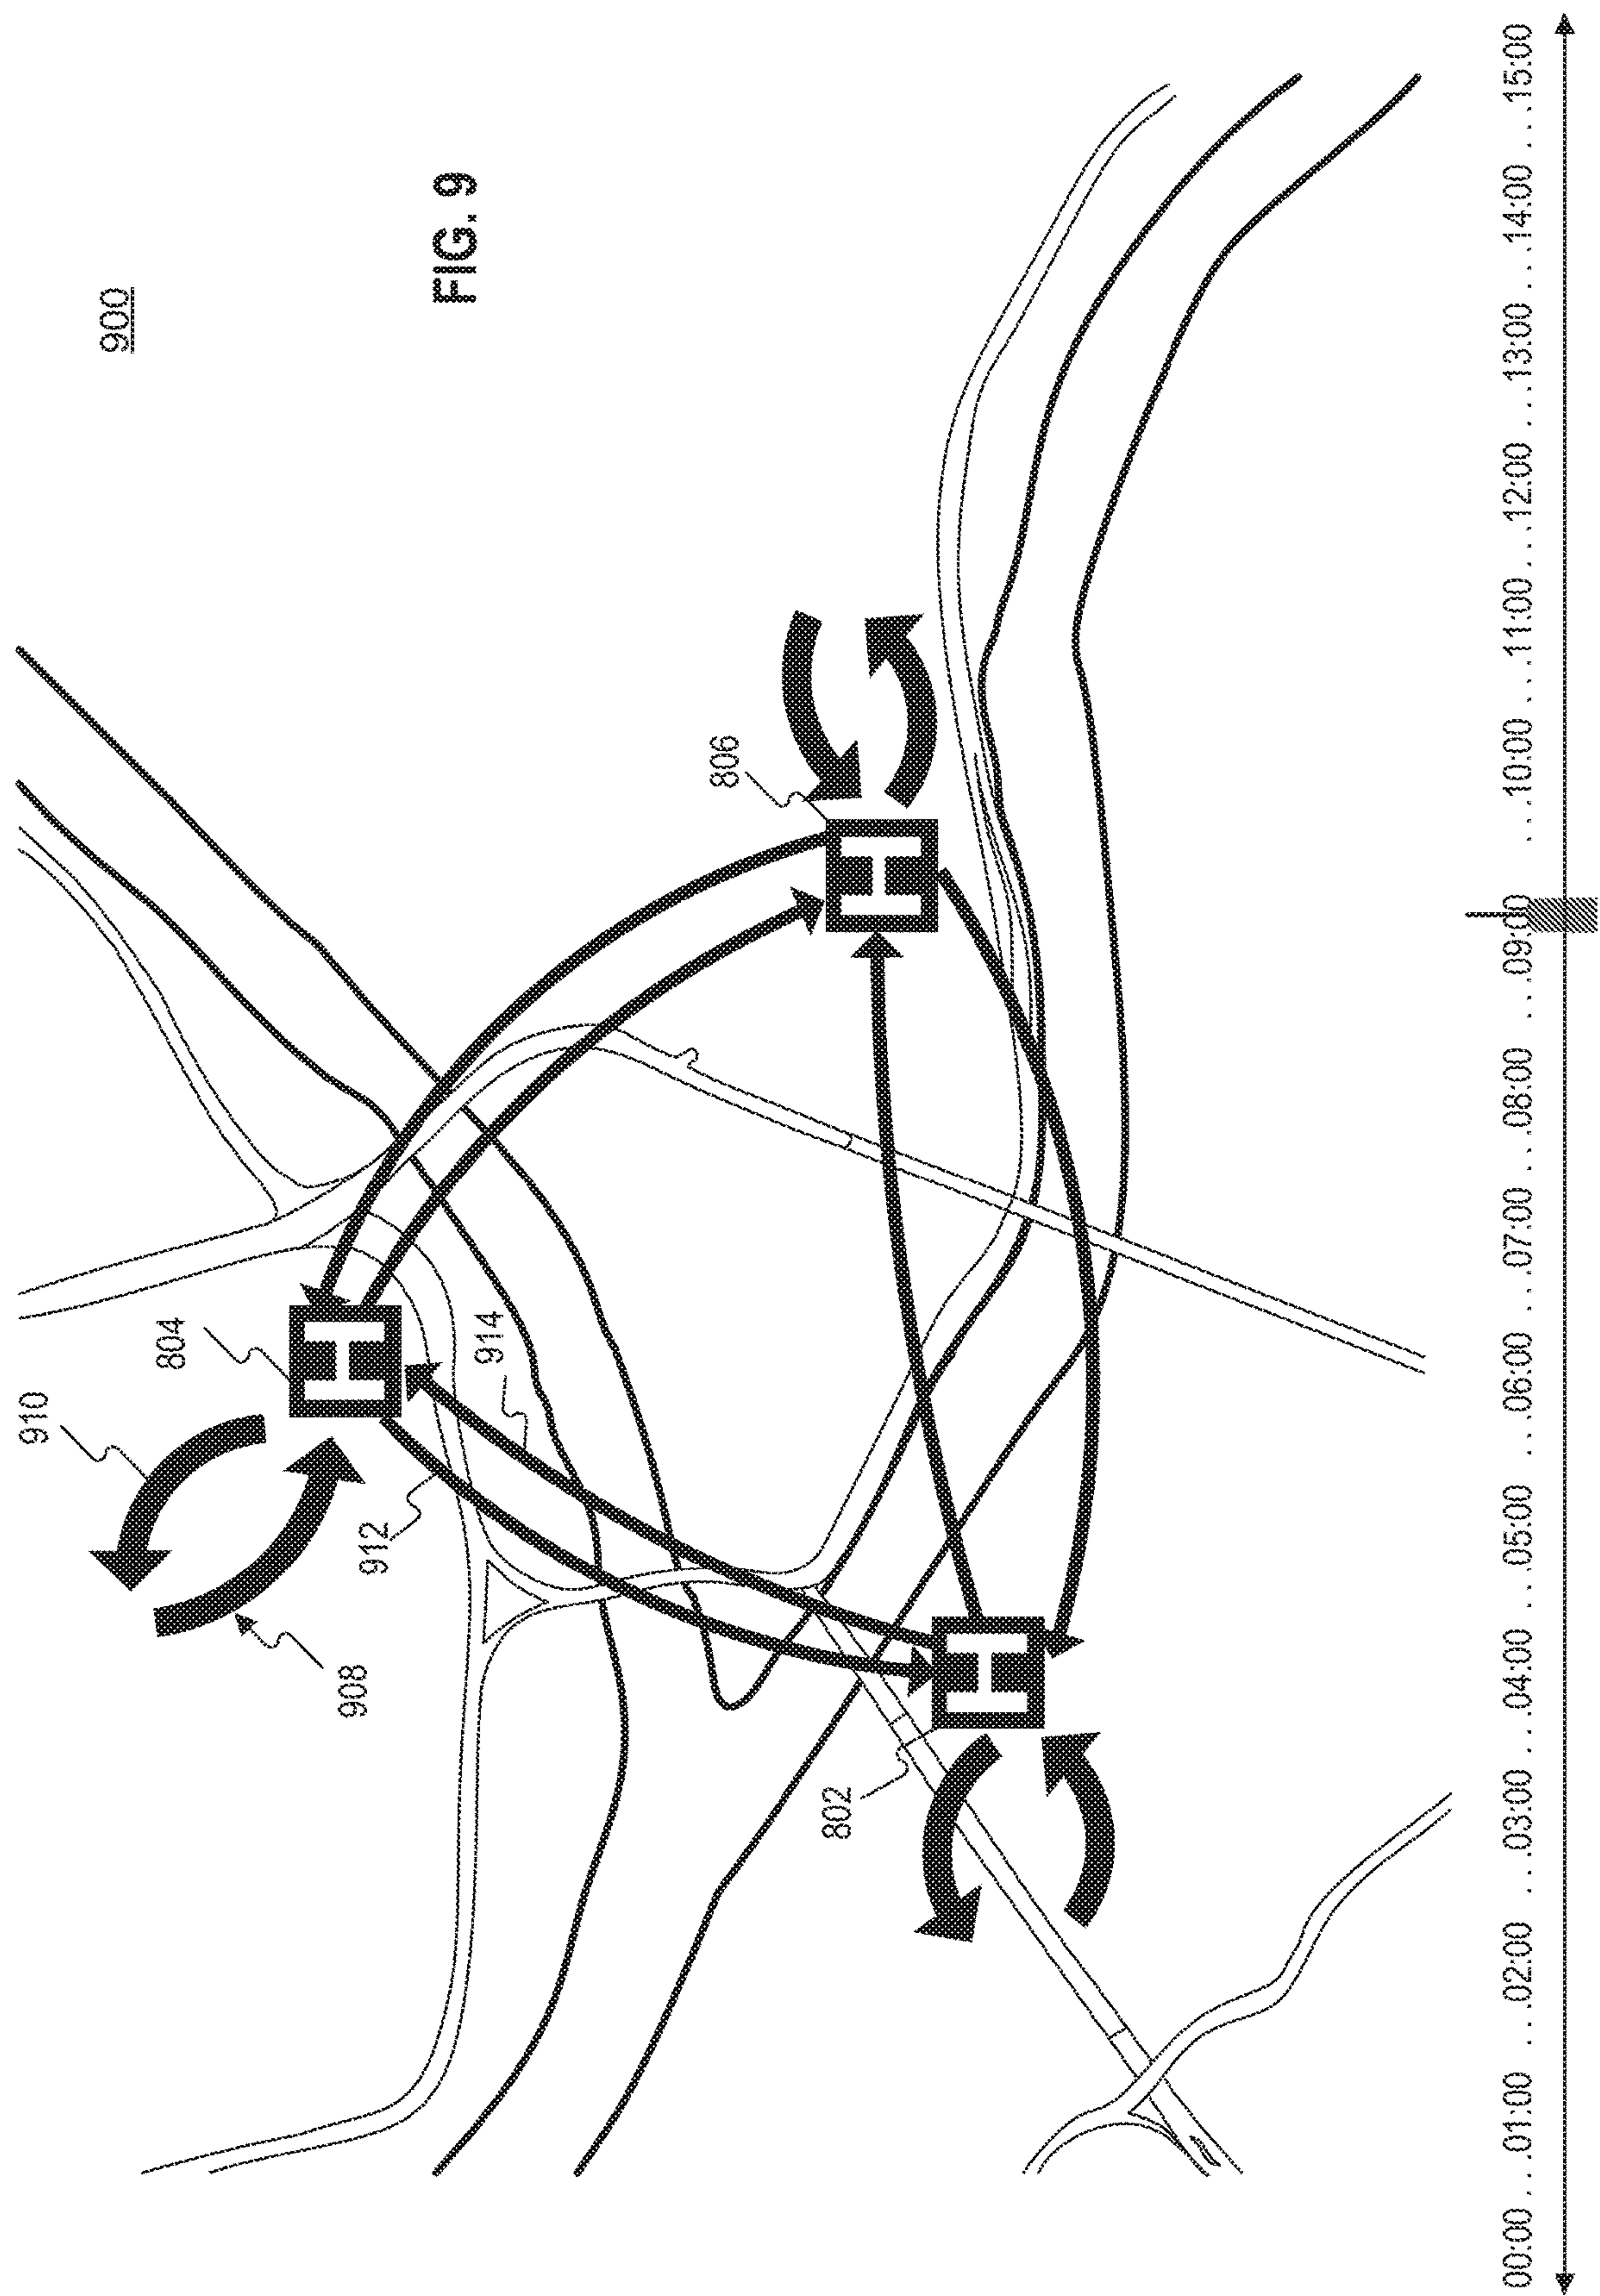 900
FIG. 9
910
804
914
912
908
806
H
H
802
H
00:00 . . .01:00 . . .02:00 . . .03:00 . . .04:00 . . .05:00 . . .06:00 . . .07:00 . . .08:00 . . .09:00 . . .10:00 . . .11:00 . . .12:00 . . .13:00 . . .14:00 . . .15:00